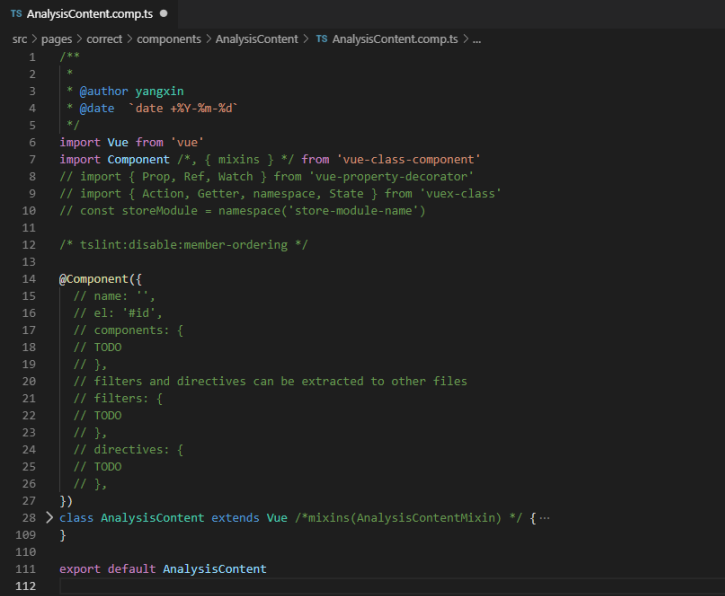 TS AnalysisContent.comp.ts ●
src > pages > correct > components > AnalysisContent > TS AnalysisContent.comp.ts > ...
1 /**
2  *
3  * @author yangxin
4  * @date  `date +%Y-%m-%d`
5  */
6 import Vue from 'vue'
7 import Component /*, { mixins } */ from 'vue-class-component'
8 // import { Prop, Ref, Watch } from 'vue-property-decorator'
9 // import { Action, Getter, namespace, State } from 'vuex-class'
10 // const storeModule = namespace('store-module-name')
11
12 /* tslint:disable:member-ordering */
13
14 @Component({
15   // name: '',
16   // el: '#id',
17   // components: {
18   // TODO
19   // },
20   // filters and directives can be extracted to other files
21   // filters: {
22   // TODO
23   // },
24   // directives: {
25   // TODO
26   // },
27 })
28 > class AnalysisContent extends Vue /*mixins(AnalysisContentMixin) */ {···
109 }
110
111 export default AnalysisContent
112